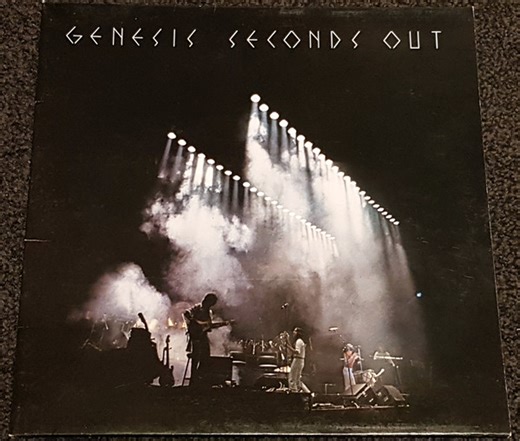 GENESIS SECONDS OUT